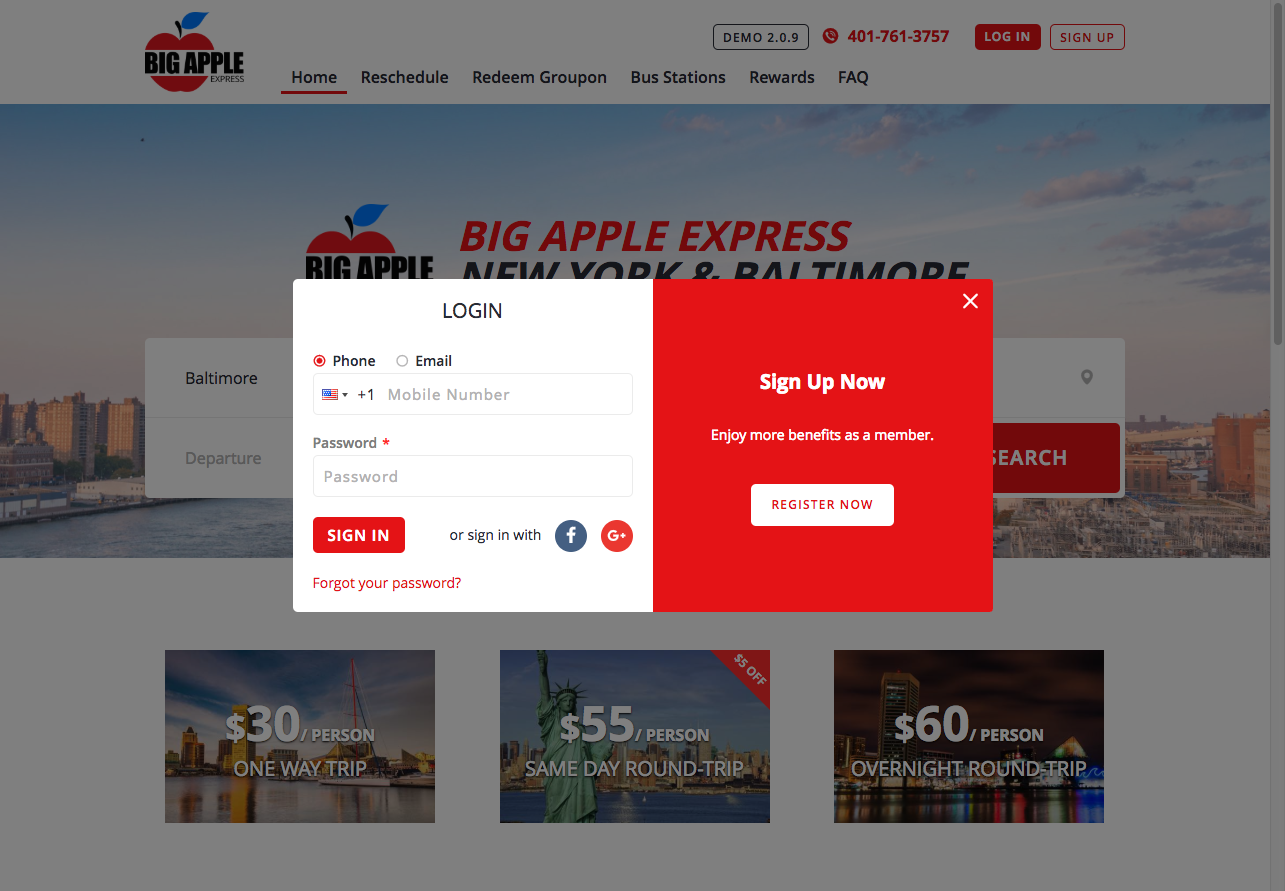 BIG APPLE
EXPRESS
DEMO 2.0.9
401-761-3757
LOG IN
SIGN UP
Home
Reschedule
Redeem Groupon
Bus Stations
Rewards
FAQ
BIG APPLE
BIG APPLE EXPRESS
NEW YORK & BALTIMORE
Baltimore
Departure
SEARCH
LOGIN
Phone
Email
+1 Mobile Number
Password *
Password
SIGN IN
or sign in with
f
G+
Forgot your password?
Sign Up Now
Enjoy more benefits as a member.
REGISTER NOW
$30/ PERSON
ONE WAY TRIP
$5 OFF
$55/ PERSON
SAME DAY ROUND-TRIP
$60/ PERSON
OVERNIGHT ROUND-TRIP